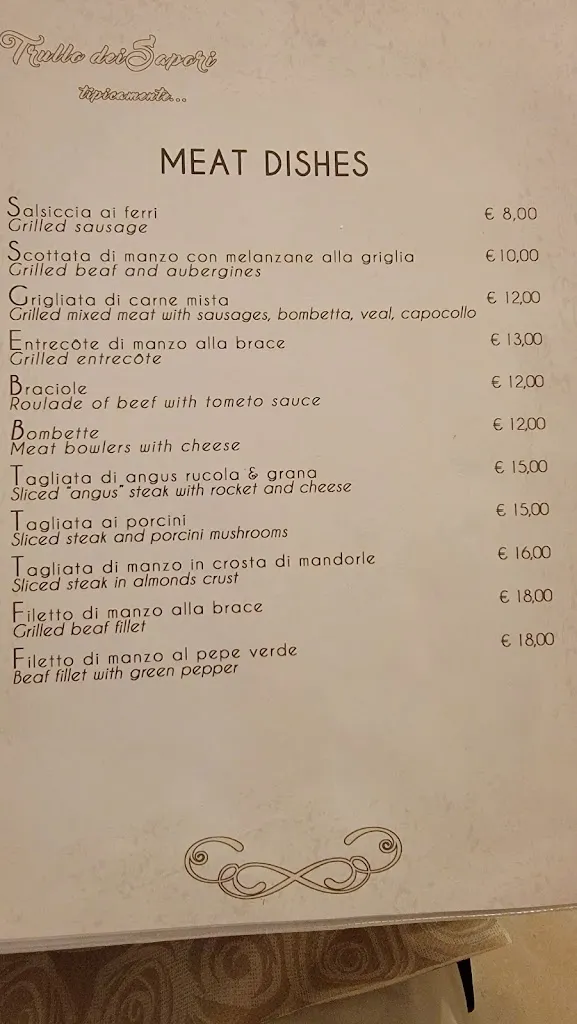 Trullo dei Sapori
tipicamente...
MEAT DISHES
Salsiccia ai ferri € 8,00
Grilled sausage
Scottata di manzo con melanzane alla griglia €10,00
Grilled beef and aubergines
Grigliata di carne mista € 12,00
Grilled mixed meat with sausages, bombetta, veal, capocollo
Entrecôte di manzo alla brace € 13,00
Grilled entrecôte
Braciole € 12,00
Roulade of beef with tometo sauce
Bombette € 12,00
Meat bowlers with cheese
Tagliata di angus rucola & grana € 15,00
Sliced "angus" steak with rocket and cheese
Tagliata ai porcini € 15,00
Sliced steak and porcini mushrooms
Tagliata di manzo in crosta di mandorle € 16,00
Sliced steak in almonds crust
Filetto di manzo alla brace € 18,00
Grilled beef fillet
Filetto di manzo al pepe verde € 18,00
Beaf fillet with green pepper